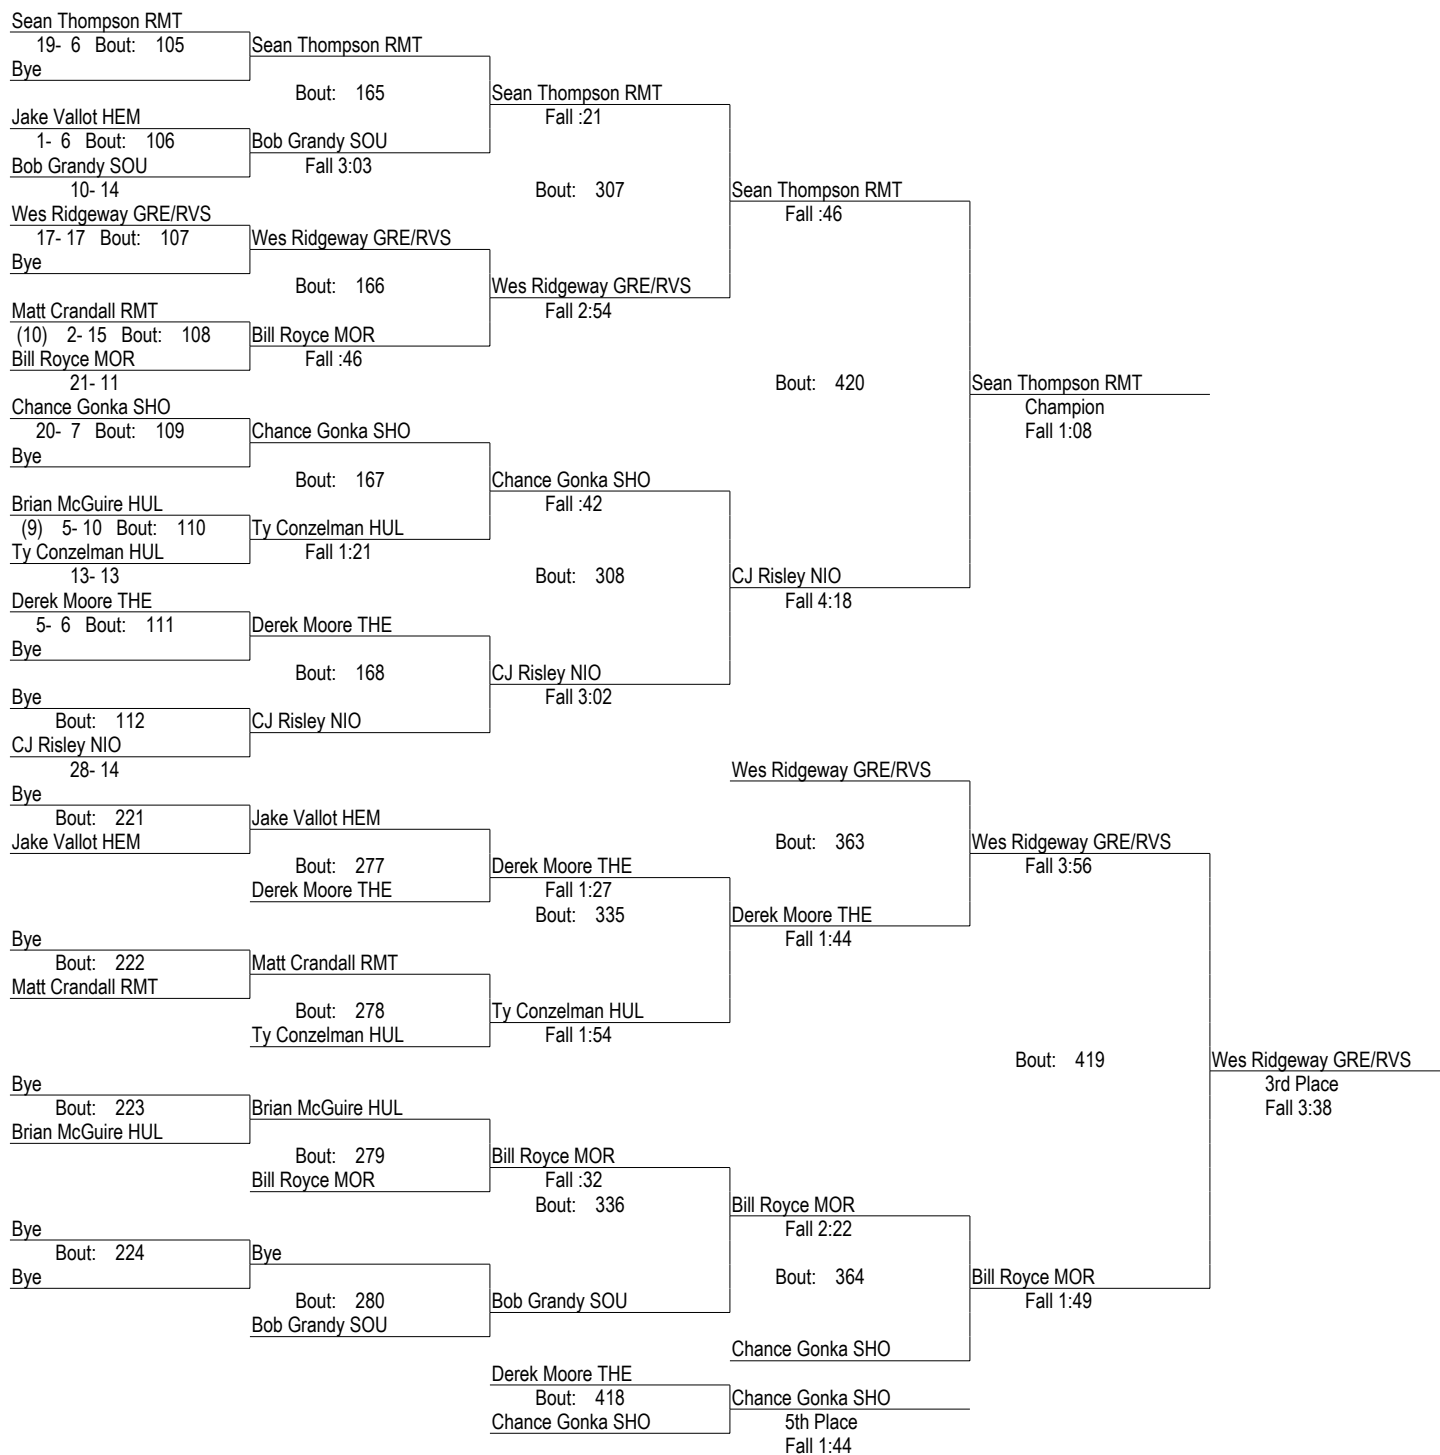 Sean Thompson RMT
19- 6 Bout: 105 Sean Thompson RMT
Bye
Bout: 165 Sean Thompson RMT
Jake Vallot HEM Fall :21
1- 6 Bout: 106 Bob Grandy SOU
Bob Grandy SOU Fall 3:03
10- 14 Bout: 307 Sean Thompson RMT
Wes Ridgeway GRE/RVS Fall :46
17- 17 Bout: 107 Wes Ridgeway GRE/RVS
Bye
Bout: 166 Wes Ridgeway GRE/RVS
Matt Crandall RMT Fall 2:54
(10) 2- 15 Bout: 108 Bill Royce MOR
Bill Royce MOR Fall :46
21- 11 Bout: 420 Sean Thompson RMT
Chance Gonka SHO Champion
20- 7 Bout: 109 Chance Gonka SHO Fall 1:08
Bye
Bout: 167 Chance Gonka SHO
Brian McGuire HUL Fall :42
(9) 5- 10 Bout: 110 Ty Conzelman HUL
Ty Conzelman HUL Fall 1:21
13- 13 Bout: 308 CJ Risley NIO
Derek Moore THE Fall 4:18
5- 6 Bout: 111 Derek Moore THE
Bye
Bout: 168 CJ Risley NIO
Bye Fall 3:02
Bout: 112 CJ Risley NIO
CJ Risley NIO
28- 14 Wes Ridgeway GRE/RVS
Bye
Bout: 221 Jake Vallot HEM
Jake Vallot HEM Bout: 363 Wes Ridgeway GRE/RVS
Bout: 277 Derek Moore THE Fall 3:56
Derek Moore THE Fall 1:27
Bout: 335 Derek Moore THE
Bye Fall 1:44
Bout: 222 Matt Crandall RMT
Matt Crandall RMT
Bout: 278 Ty Conzelman HUL
Ty Conzelman HUL Fall 1:54
Bout: 419 Wes Ridgeway GRE/RVS
Bye 3rd Place
Bout: 223 Brian McGuire HUL Fall 3:38
Brian McGuire HUL
Bout: 279 Bill Royce MOR
Bill Royce MOR Fall :32
Bout: 336 Bill Royce MOR
Bye Fall 2:22
Bout: 224 Bye
Bye Bout: 364 Bill Royce MOR
Bout: 280 Bob Grandy SOU Fall 1:49
Bob Grandy SOU
Chance Gonka SHO
Derek Moore THE
Bout: 418 Chance Gonka SHO
Chance Gonka SHO 5th Place
Fall 1:44